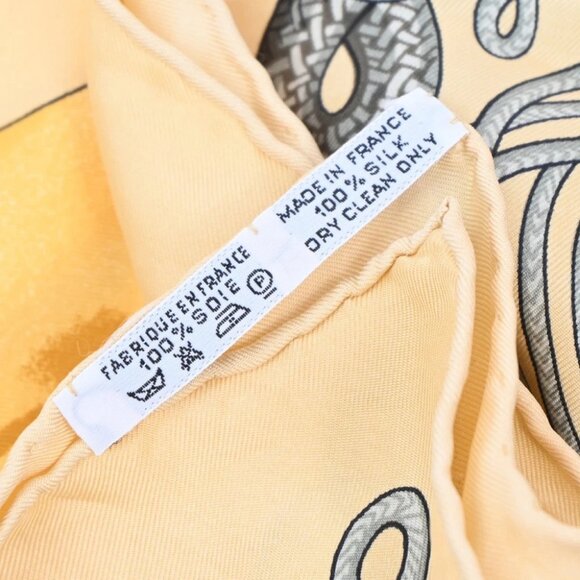 FABRIQUE EN FRANCE
100% SOIE
P
MADE IN FRANCE
100% SILK
DRY CLEAN ONLY